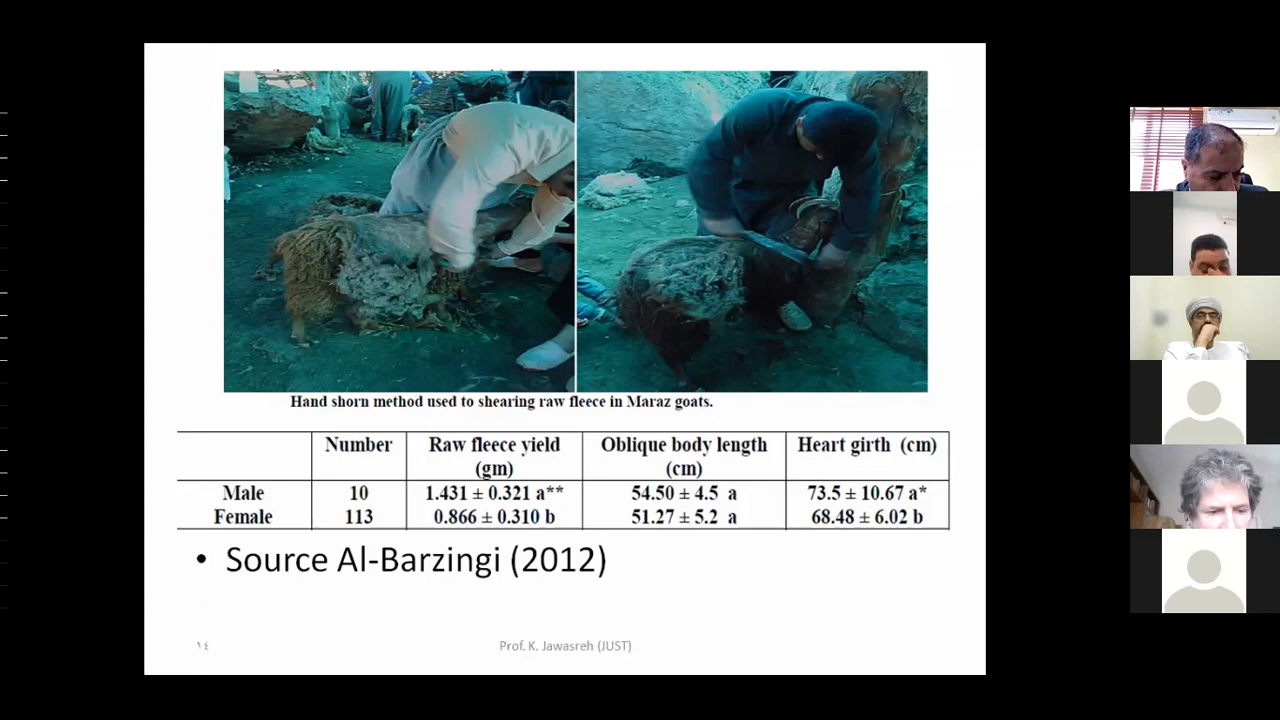 Hand shorn method used to shearing raw fleece in Maraz goats.
Number Raw fleece yield (gm) Oblique body length (cm) Heart girth (cm)
Male 10 1.431 ± 0.321 a** 54.50 ± 4.5 a 73.5 ± 10.67 a*
Female 113 0.866 ± 0.310 b 51.27 ± 5.2 a 68.48 ± 6.02 b
• Source Al-Barzingi (2012)
Prof. K. Jawasreh (JUST)